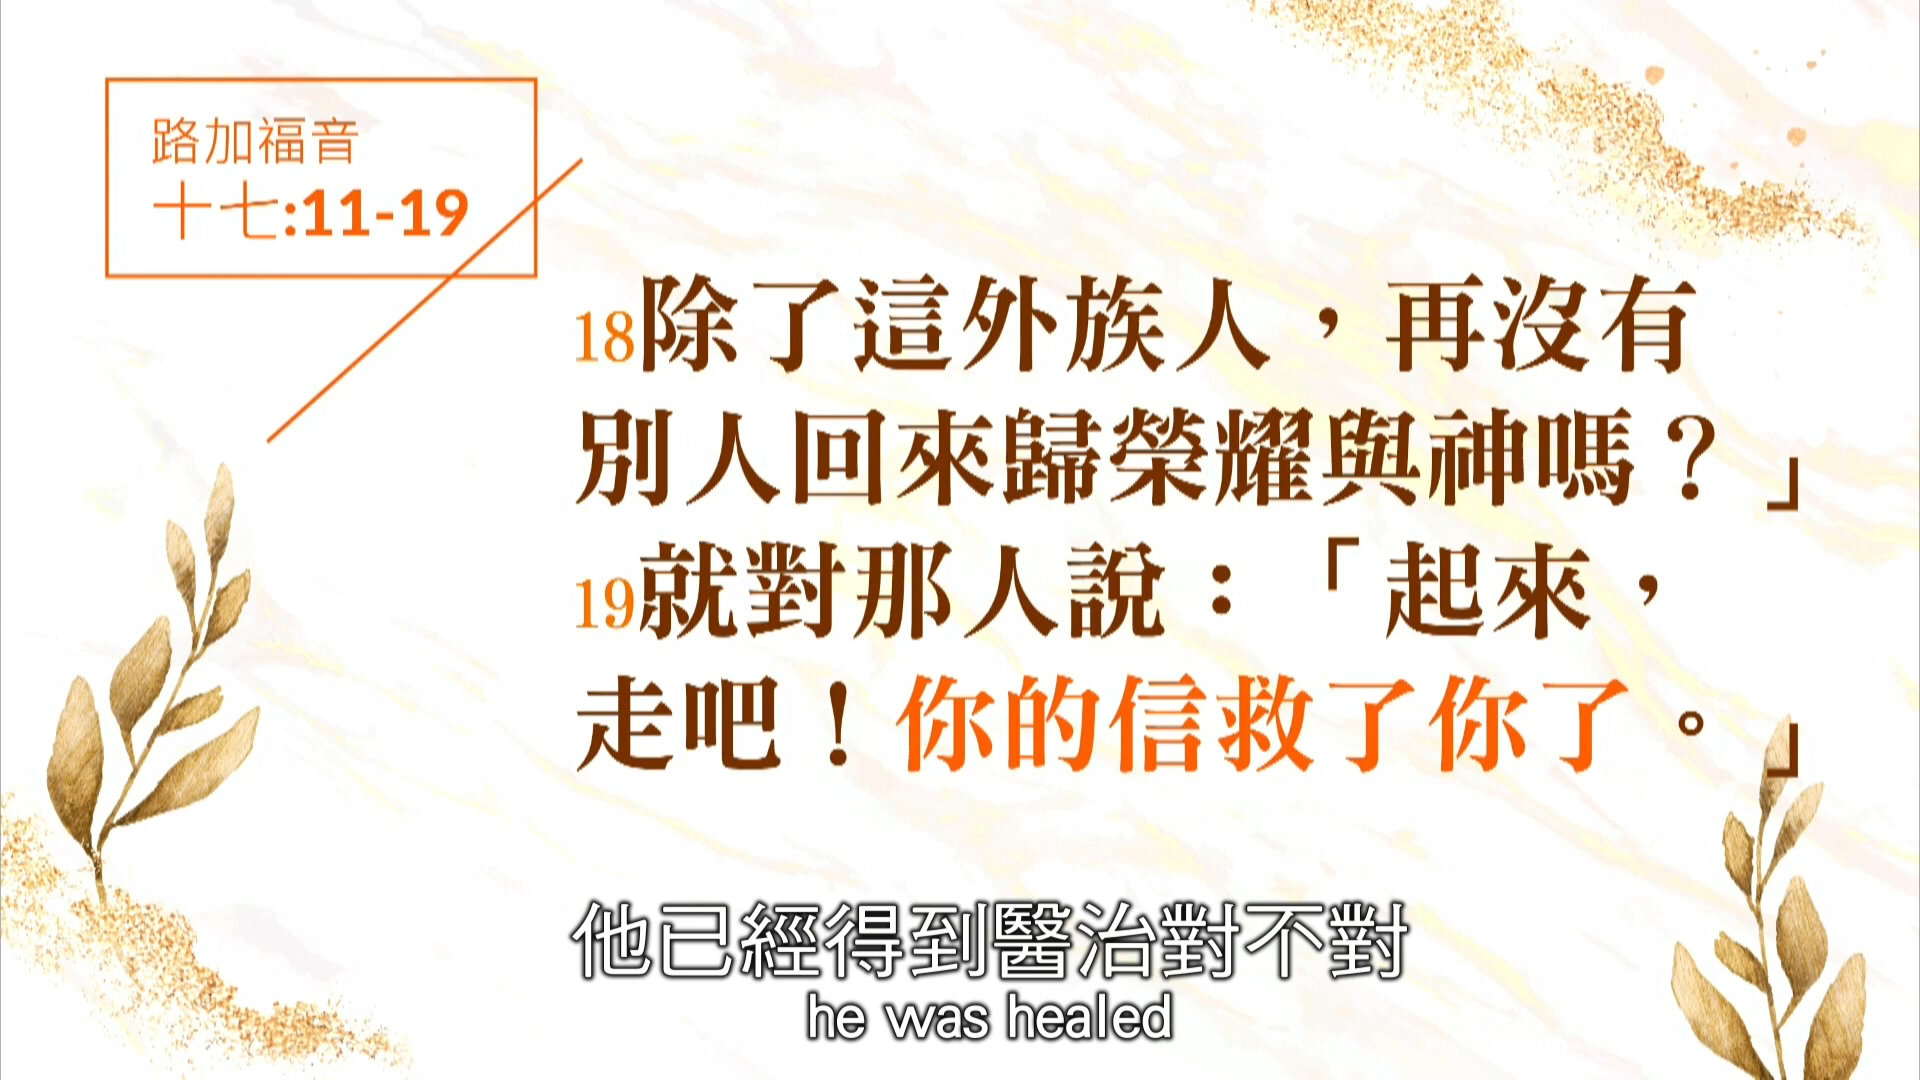 路加福音
十七:11-19
18除了這外族人，再沒有
別人回來歸榮耀與神嗎？」
19就對那人說：「起來，
走吧！你的信救了你了。」
他已經得到醫治對不對
he was healed